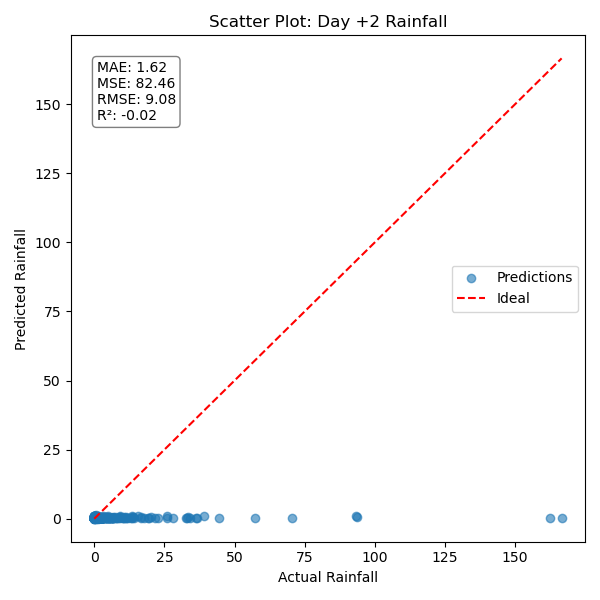 Scatter Plot: Day +2 Rainfall
MAE: 1.62
MSE: 82.46
RMSE: 9.08
R²: -0.02
Predictions
Ideal
Predicted Rainfall
150
125
100
75
50
25
0
0 25 50 75 100 125 150
Actual Rainfall